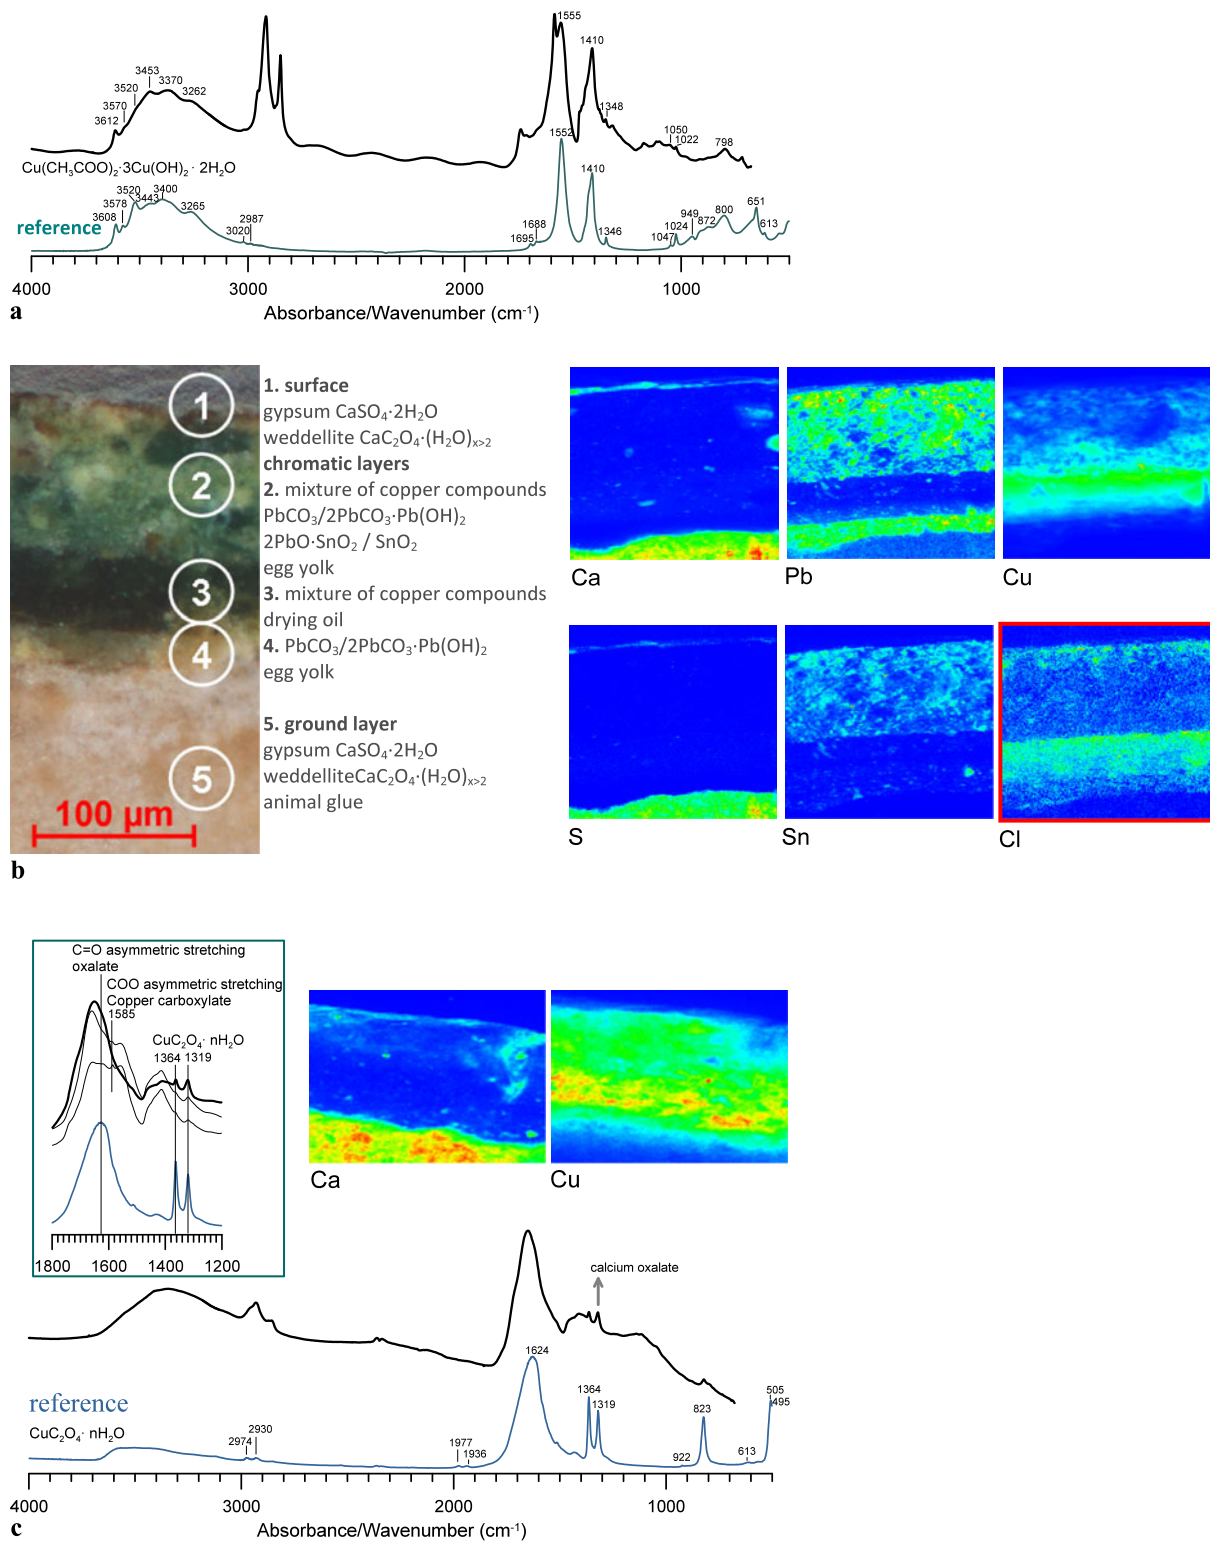 1555
1410
3453
3370
3520
3262
3570
3612
1348
1050
1022
798
Cu(CH₃COO)₂·3Cu(OH)₂ · 2H₂O
1552
1410
reference
3520
3400
3443
3578
3608
3265
2987
3020
1688
1695
1346
949
1024
1047
872
800
651
613
4000 3000 2000 1000
Absorbance/Wavenumber (cm⁻¹)
a
1
2
3
4
5
100 µm
1. surface
gypsum CaSO₄·2H₂O
weddellite CaC₂O₄·(H₂O)ₓ>₂
chromatic layers
2. mixture of copper compounds
PbCO₃/2PbCO₃·Pb(OH)₂
2PbO·SnO₂ / SnO₂
egg yolk
3. mixture of copper compounds
drying oil
4. PbCO₃/2PbCO₃·Pb(OH)₂
egg yolk
5. ground layer
gypsum CaSO₄·2H₂O
weddelliteCaC₂O₄·(H₂O)ₓ>₂
animal glue
Ca
Pb
Cu
S
Sn
Cl
b
C=O asymmetric stretching
oxalate
COO asymmetric stretching
Copper carboxylate
1585
CuC₂O₄· nH₂O
1364 1319
1800 1600 1400 1200
Ca
Cu
calcium oxalate
1624
reference
CuC₂O₄· nH₂O
2974
2930
1977
1936
1364
1319
922
823
613
505
495
4000 3000 2000 1000
Absorbance/Wavenumber (cm⁻¹)
c